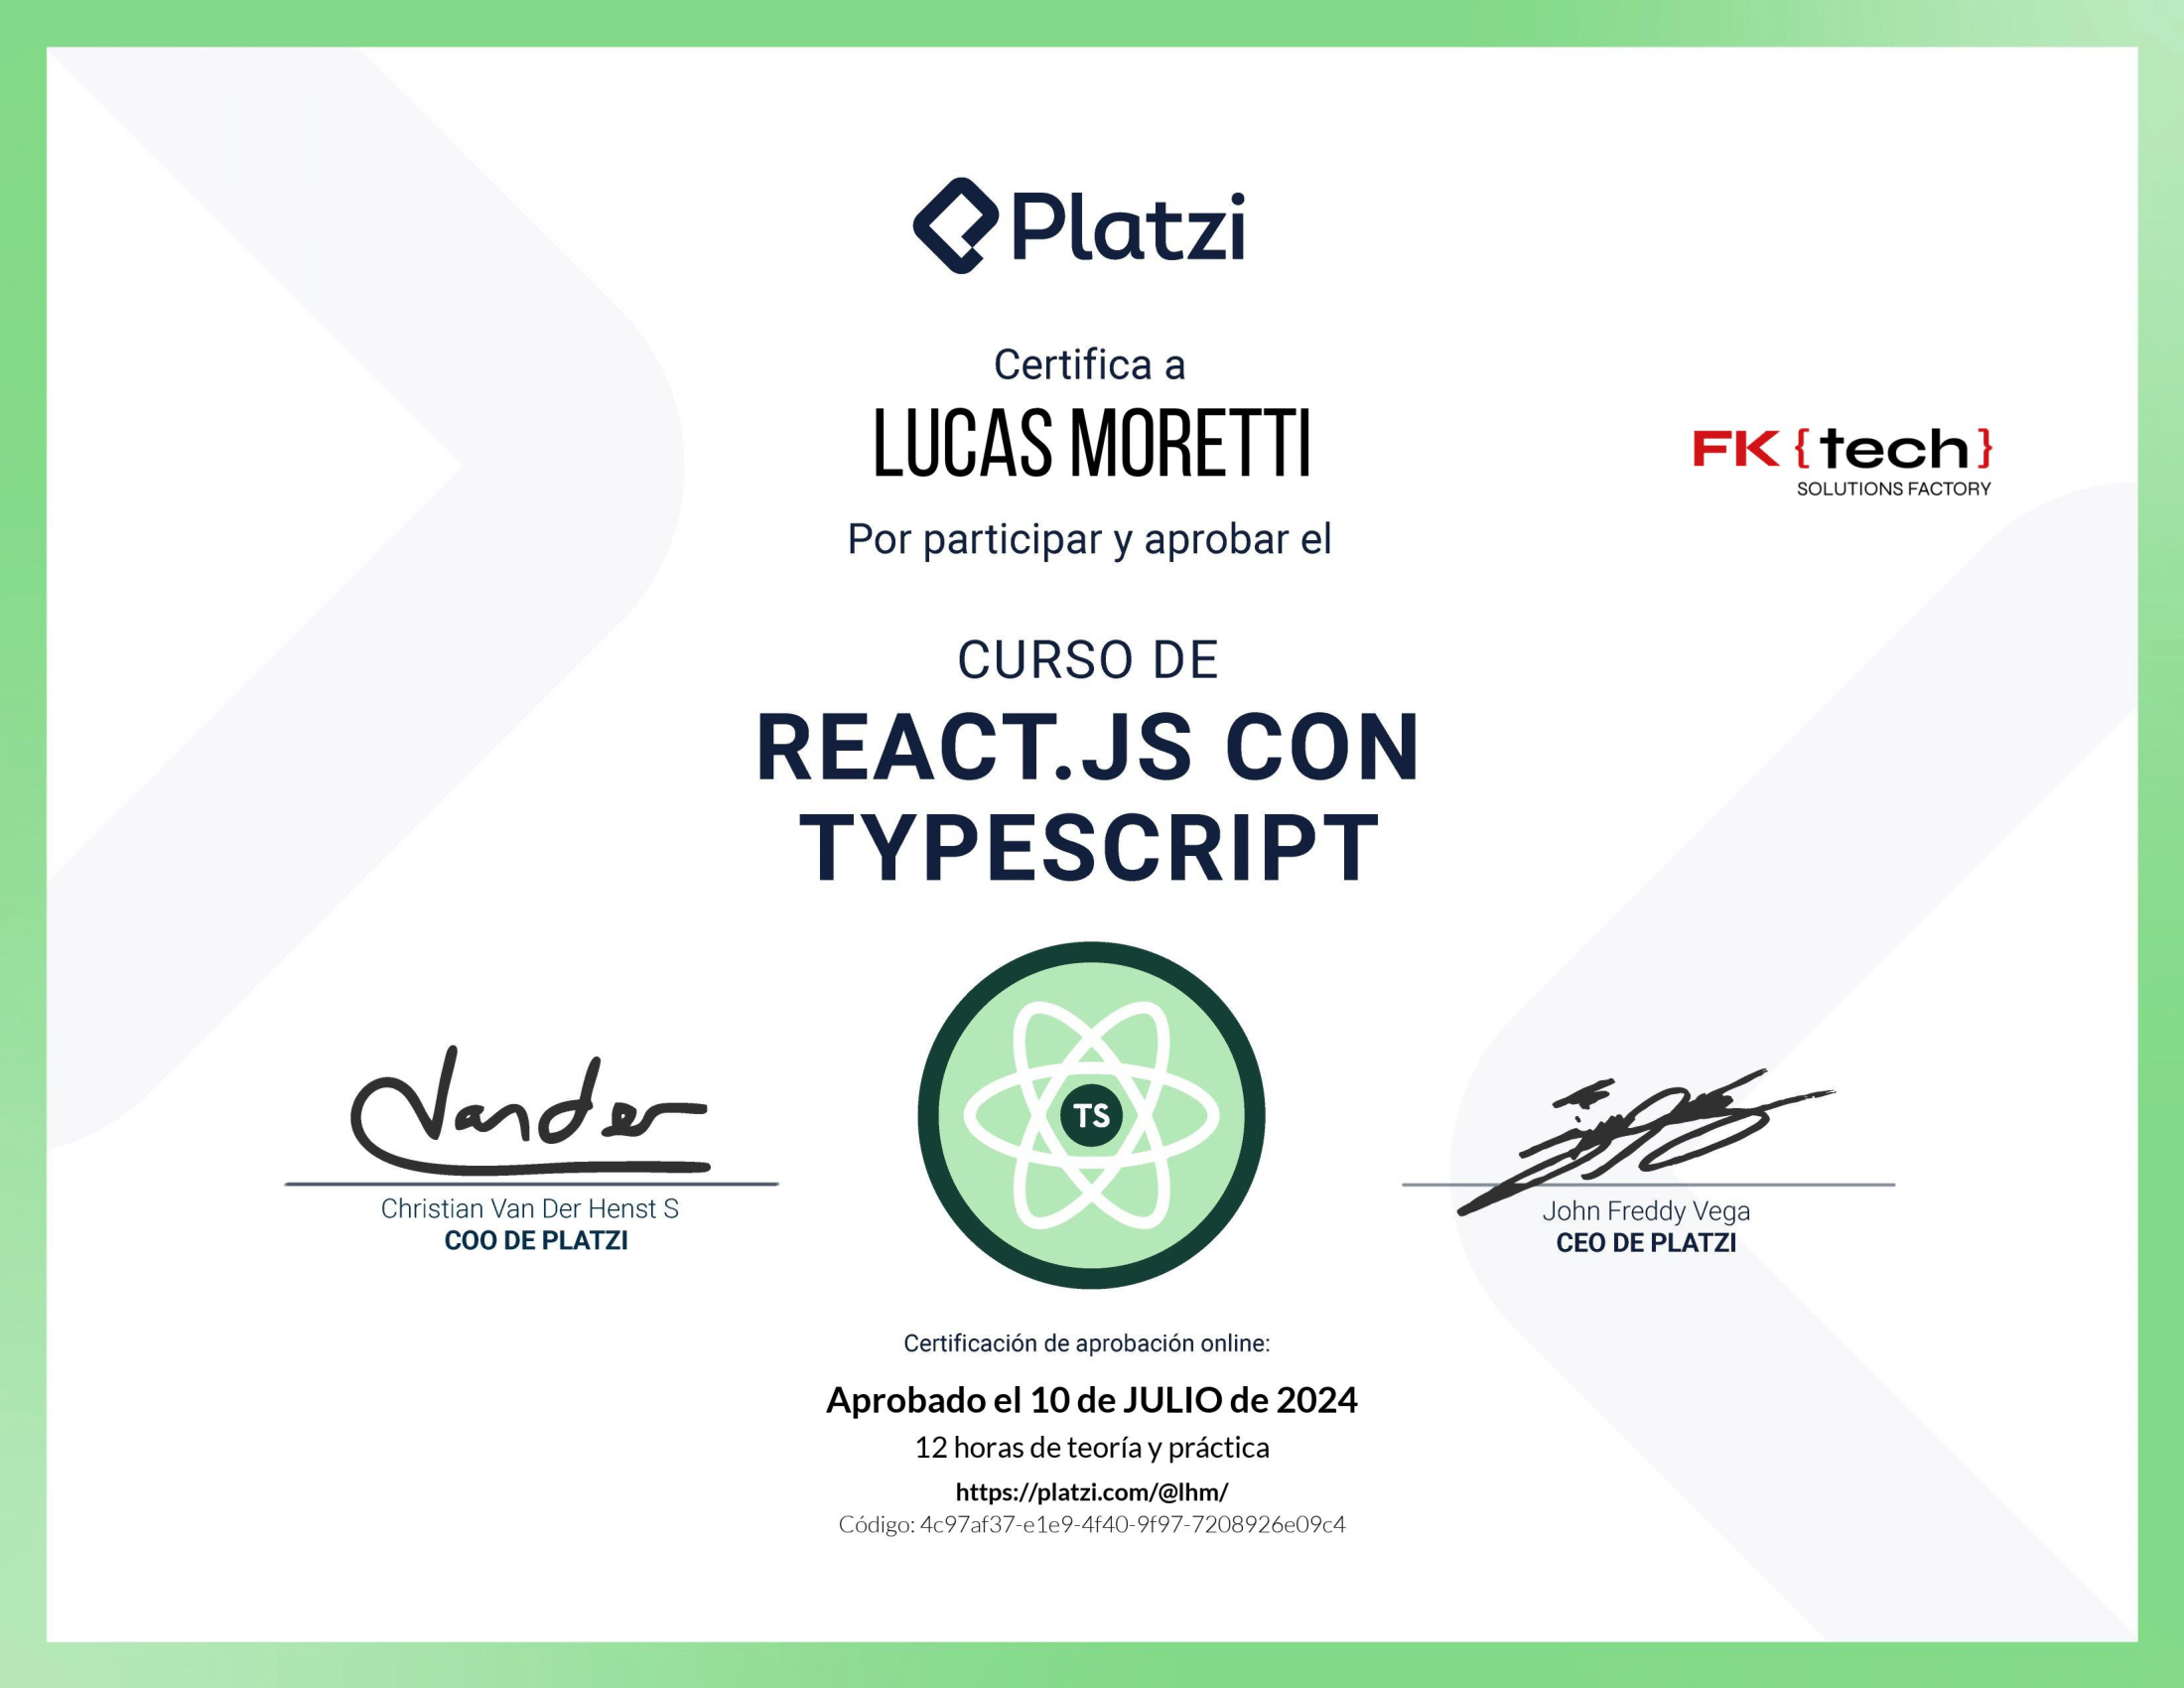 Platzi
Certifica a
LUCAS MORETTI
FK {tech}
SOLUTIONS FACTORY
Por participar y aprobar el
CURSO DE
REACT.JS CON
TYPESCRIPT
TS
Vander
Christian Van Der Henst S
COO DE PLATZI
John Freddy Vega
CEO DE PLATZI
Certificación de aprobación online:
Aprobado el 10 de JULIO de 2024
12 horas de teoría y práctica
https://platzi.com/@lhm/
Código: 4c97af37-e1e9-4f40-9f97-7208926e09c4